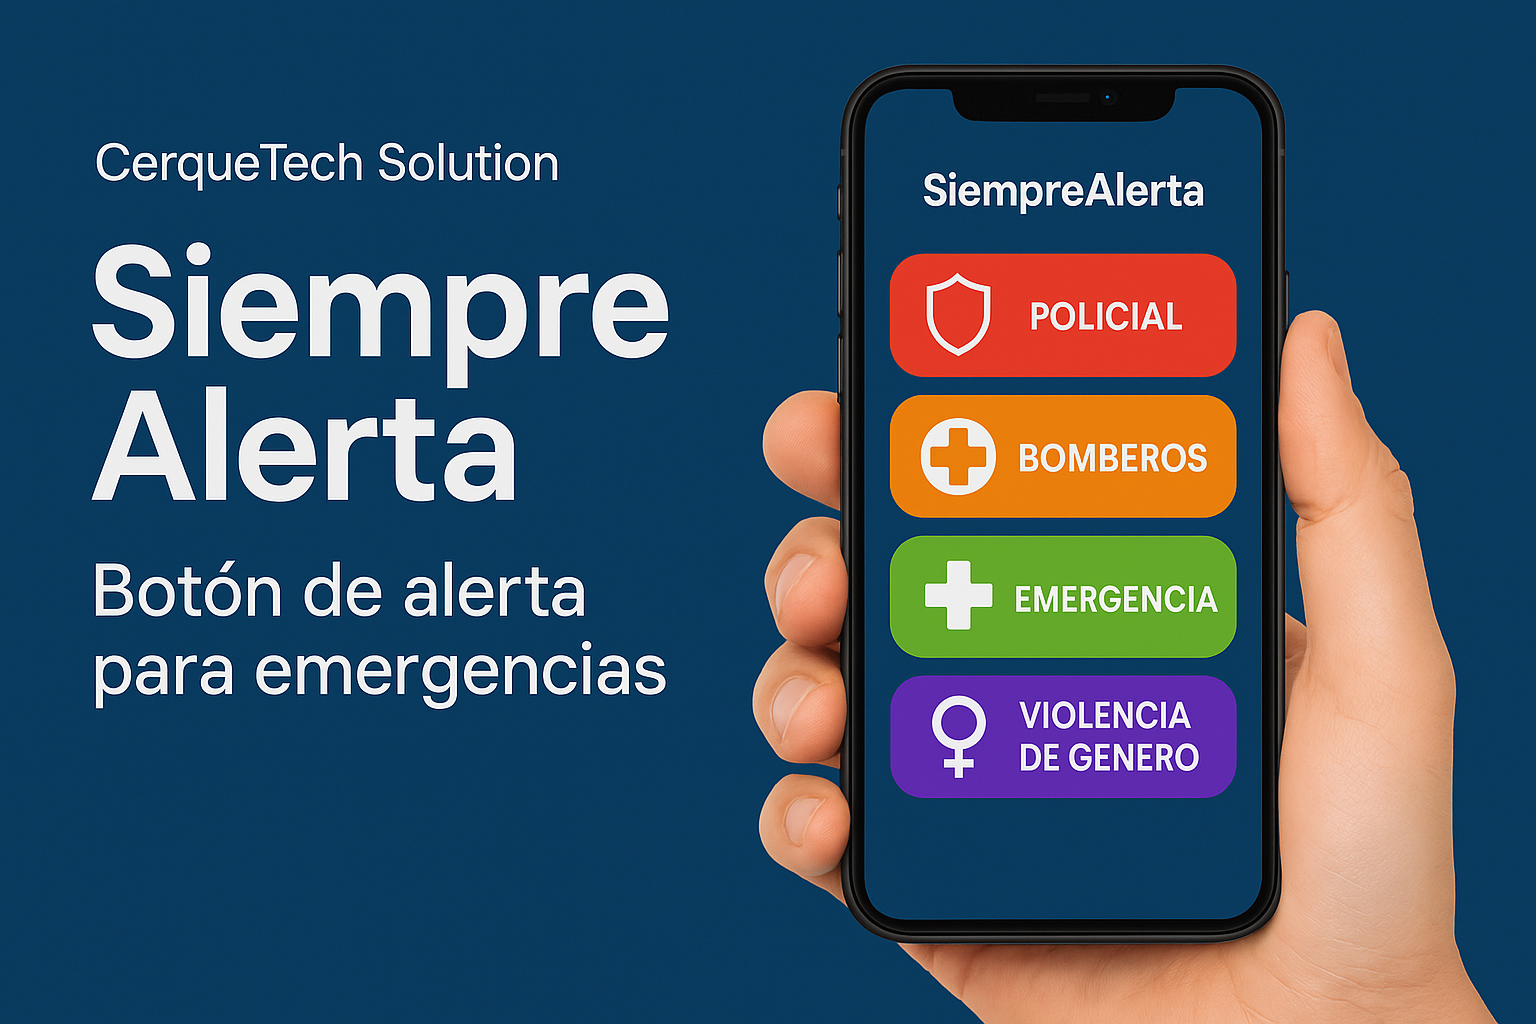 CerqueTech Solution
Siempre
Alerta
Botón de alerta
para emergencias
SiempreAlerta
POLICIAL
BOMBEROS
EMERGENCIA
VIOLENCIA
DE GENERO